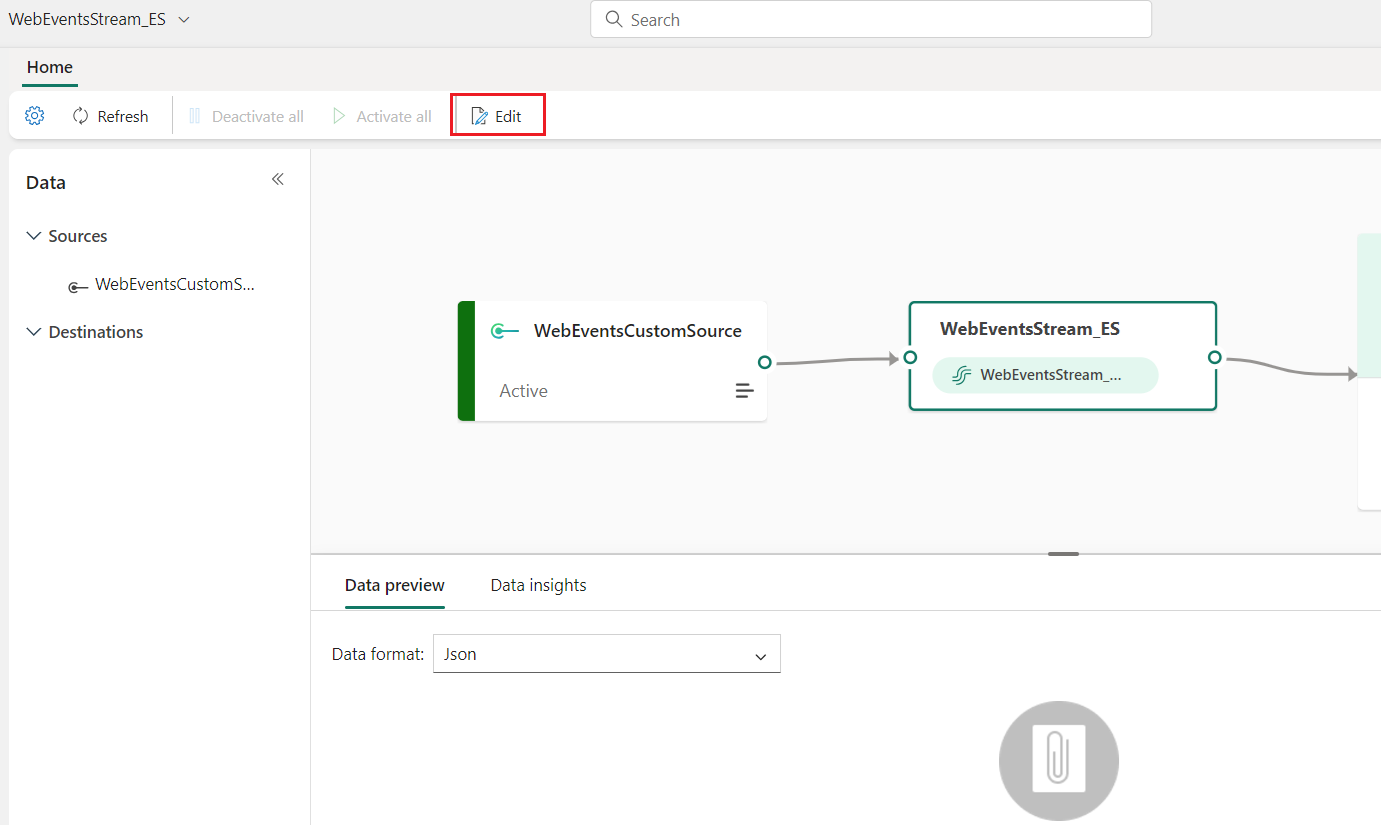 WebEventsStream_ES
Search
Home
Refresh
Deactivate all
Activate all
Edit
Data
Sources
WebEventsCustomS...
Destinations
WebEventsCustomSource
Active
WebEventsStream_ES
WebEventsStream_...
Data preview
Data insights
Data format:
Json